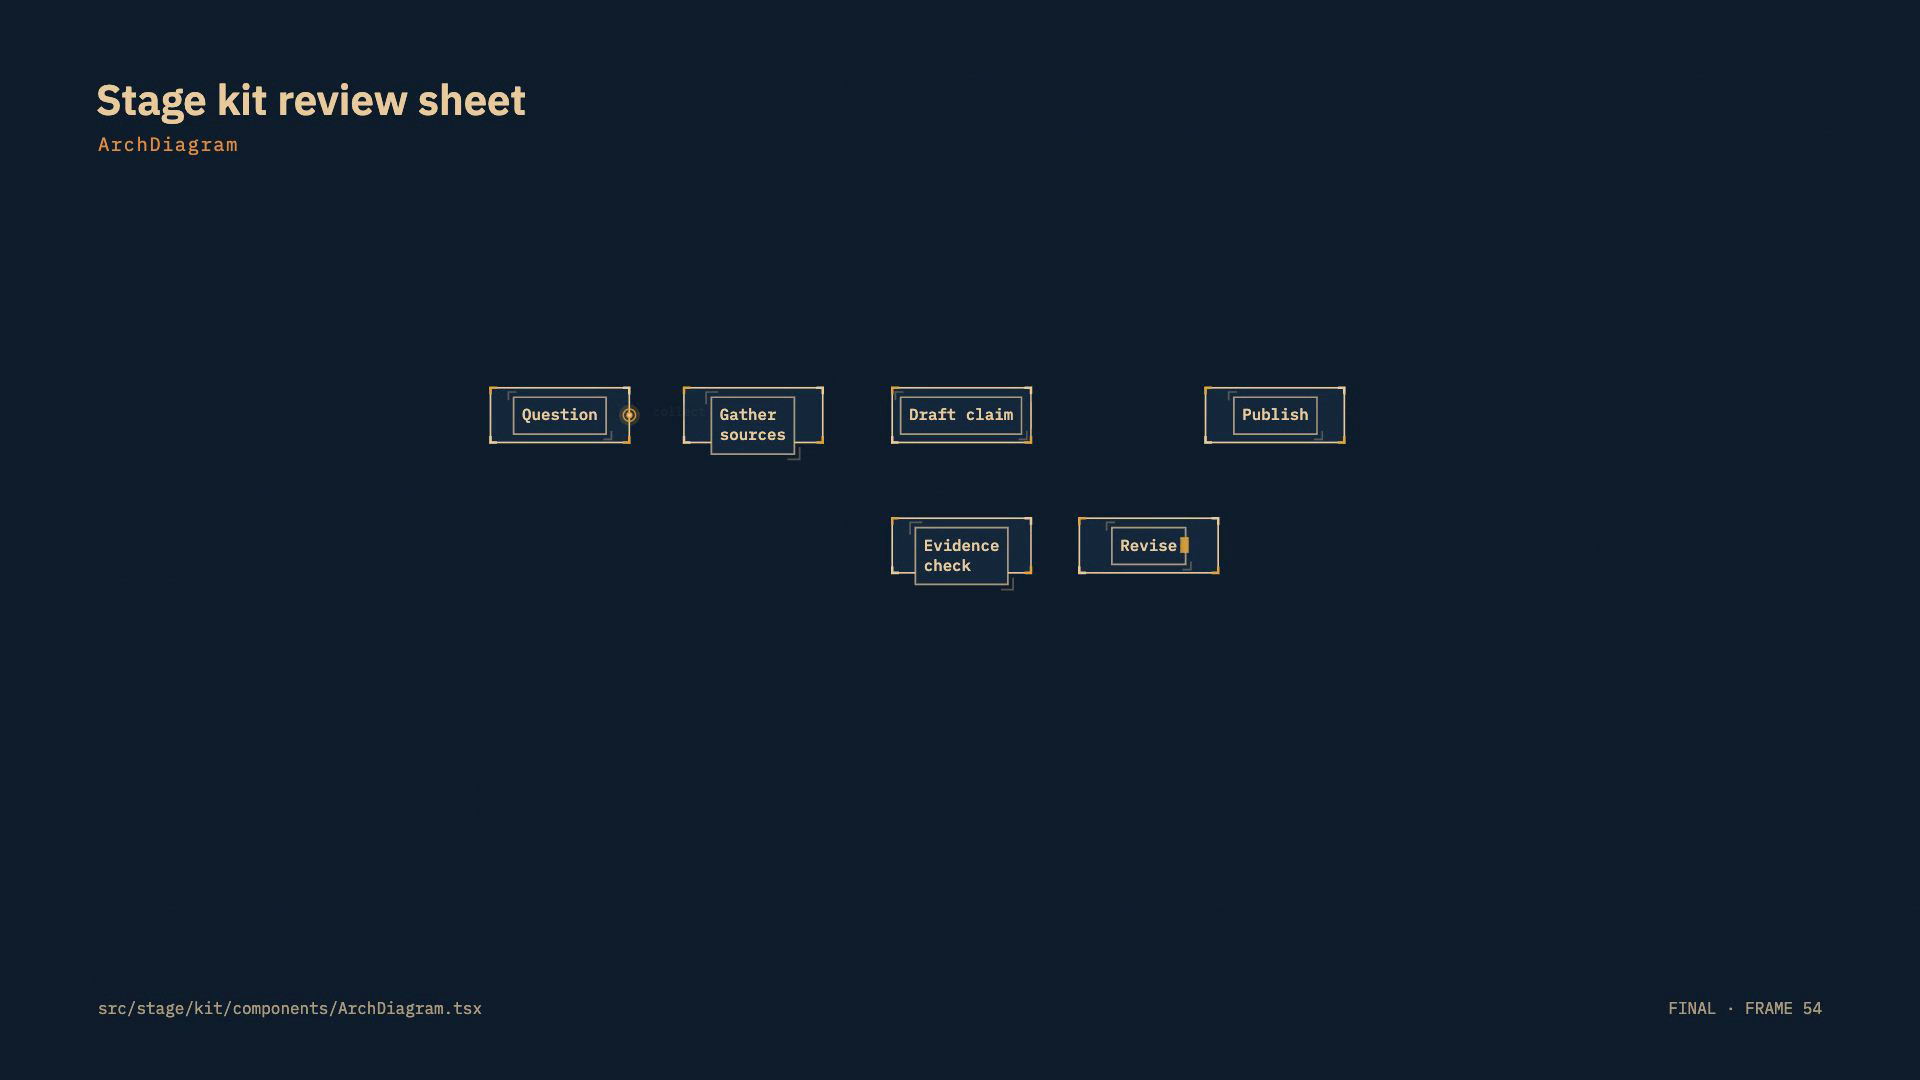 Stage kit review sheet
ArchDiagram
Question
collect
Gather
sources
Draft claim
Publish
Evidence
check
Revise
src/stage/kit/components/ArchDiagram.tsx
FINAL · FRAME 54